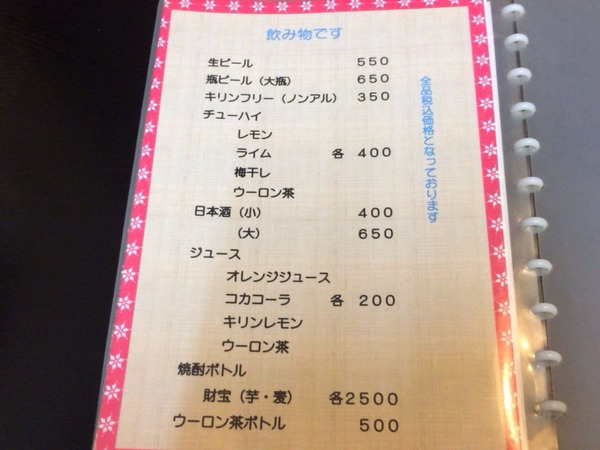 飲み物です
生ビール 550
瓶ビール（大瓶） 650
キリンフリー（ノンアル） 350
チューハイ
レモン
ライム 各 400
梅干し
ウーロン茶
日本酒（小） 400
（大） 650
ジュース
オレンジジュース
コカコーラ 各 200
キリンレモン
ウーロン茶
焼酎ボトル
財宝（芋・麦） 各2500
ウーロン茶ボトル 500
全品税込価格となっております